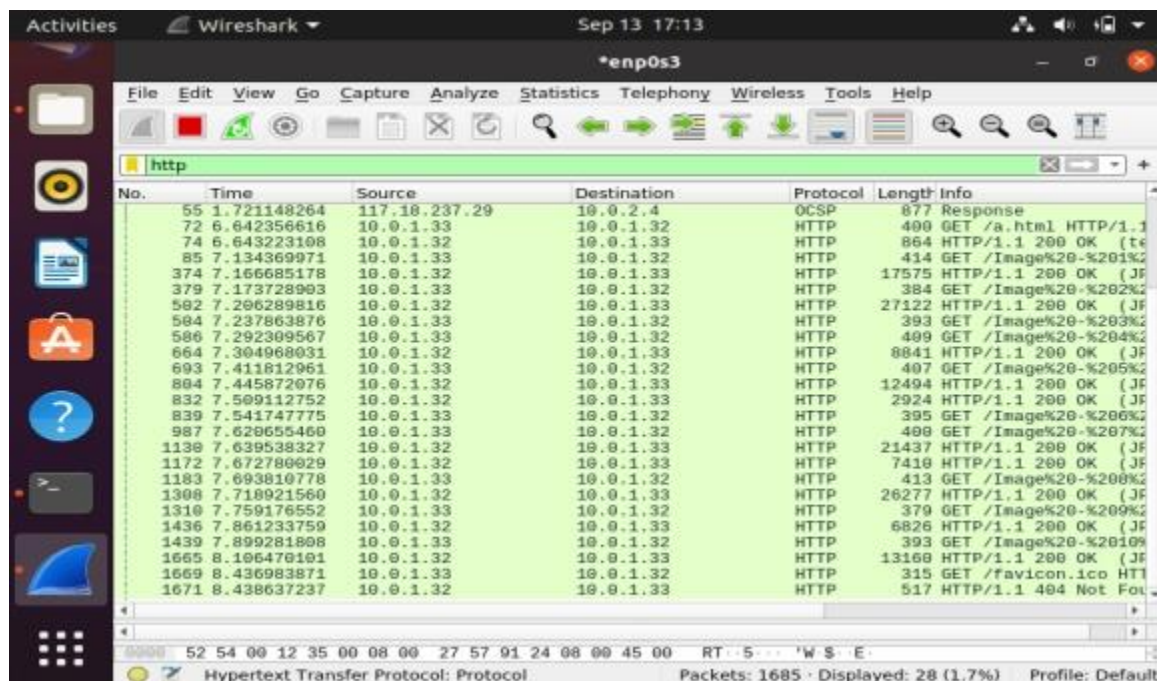 Activities Wireshark Sep 13 17:13
*enp0s3
File Edit View Go Capture Analyze Statistics Telephony Wireless Tools Help
http
No. Time Source Destination Protocol Length Info
55 1.721148264 117.18.237.29 10.0.2.4 OCSP 877 Response
72 6.642356616 10.0.1.33 10.0.1.32 HTTP 400 GET /a.html HTTP/1.1
74 6.643223108 10.0.1.32 10.0.1.33 HTTP 864 HTTP/1.1 200 OK (te
85 7.134369971 10.0.1.33 10.0.1.32 HTTP 414 GET /Image%20-%201%2
374 7.166685178 10.0.1.32 10.0.1.33 HTTP 17575 HTTP/1.1 200 OK (JF
379 7.173728903 10.0.1.33 10.0.1.32 HTTP 384 GET /Image%20-%202%2
502 7.206289816 10.0.1.32 10.0.1.33 HTTP 27122 HTTP/1.1 200 OK (JF
504 7.237863876 10.0.1.33 10.0.1.32 HTTP 393 GET /Image%20-%203%2
586 7.292309567 10.0.1.33 10.0.1.32 HTTP 409 GET /Image%20-%204%2
664 7.304968031 10.0.1.32 10.0.1.33 HTTP 8841 HTTP/1.1 200 OK (JF
693 7.411812961 10.0.1.33 10.0.1.32 HTTP 407 GET /Image%20-%205%2
804 7.445872076 10.0.1.32 10.0.1.33 HTTP 12494 HTTP/1.1 200 OK (JF
832 7.509112752 10.0.1.32 10.0.1.33 HTTP 2924 HTTP/1.1 200 OK (JF
839 7.541747775 10.0.1.33 10.0.1.32 HTTP 395 GET /Image%20-%206%2
987 7.620655460 10.0.1.33 10.0.1.32 HTTP 400 GET /Image%20-%207%2
1130 7.639538327 10.0.1.32 10.0.1.33 HTTP 21437 HTTP/1.1 200 OK (JF
1172 7.672780029 10.0.1.32 10.0.1.33 HTTP 7410 HTTP/1.1 200 OK (JF
1183 7.693810778 10.0.1.33 10.0.1.32 HTTP 413 GET /Image%20-%208%2
1308 7.718921560 10.0.1.32 10.0.1.33 HTTP 26277 HTTP/1.1 200 OK (JF
1310 7.759176552 10.0.1.33 10.0.1.32 HTTP 379 GET /Image%20-%209%2
1436 7.861233759 10.0.1.32 10.0.1.33 HTTP 6826 HTTP/1.1 200 OK (JF
1439 7.899281808 10.0.1.33 10.0.1.32 HTTP 393 GET /Image%20-%2010%
1665 8.106470101 10.0.1.32 10.0.1.33 HTTP 13160 HTTP/1.1 200 OK (JF
1669 8.436983871 10.0.1.33 10.0.1.32 HTTP 315 GET /favicon.ico HTT
1671 8.438637237 10.0.1.32 10.0.1.33 HTTP 517 HTTP/1.1 404 Not Fou
0000 52 54 00 12 35 00 08 00 27 57 91 24 08 00 45 00 RT··5··· 'W·$··E·
Hypertext Transfer Protocol: Protocol Packets: 1685 · Displayed: 28 (1.7%) Profile: Default